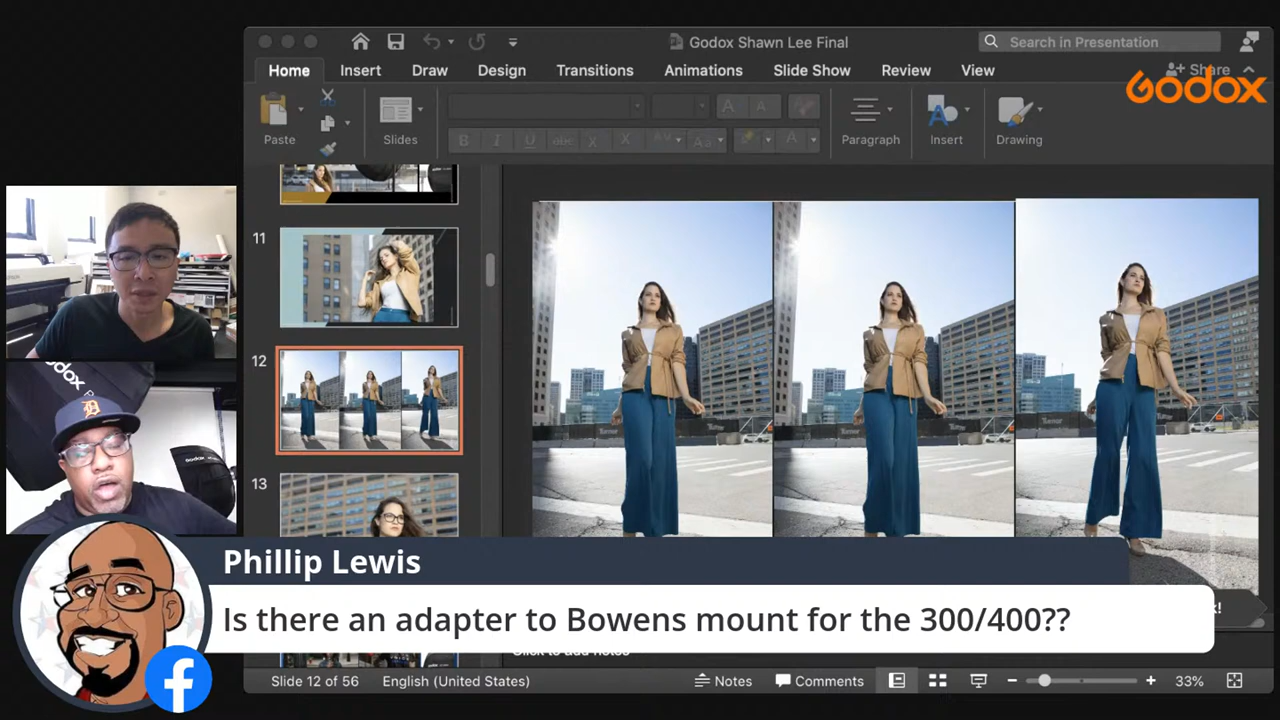 Godox Shawn Lee Final
Search in Presentation
Home Insert Draw Design Transitions Animations Slide Show Review View
Share
Godox
Paste
Slides
Paragraph
Insert
Drawing
11
12
13
Phillip Lewis
Is there an adapter to Bowens mount for the 300/400??
Slide 12 of 56
English (United States)
Notes
Comments
33%